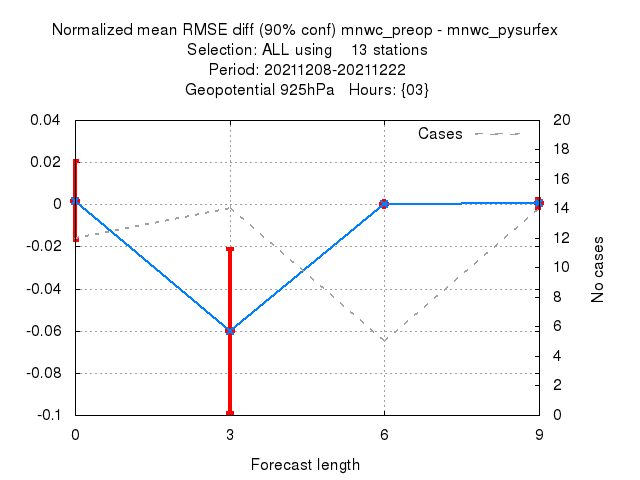 Normalized mean RMSE diff (90% conf) mnwc_preop - mnwc_pysurfex
Selection: ALL using    13 stations
Period: 20211208-20211222
Geopotential 925hPa   Hours: {03}
0.04
0.02
0
-0.02
-0.04
-0.06
-0.08
-0.1
Cases
20
18
16
14
12
10
8
6
4
2
0
No cases
0 3 6 9
Forecast length